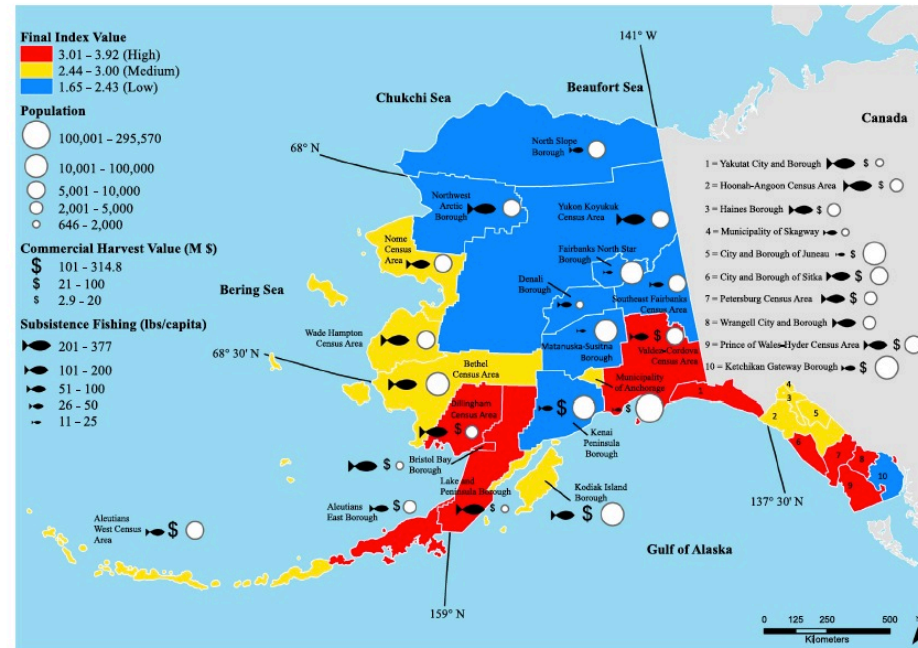 Final Index Value
3.01 – 3.92 (High)
2.44 – 3.00 (Medium)
1.65 – 2.43 (Low)
Population
100,001 - 295,570
10,001 - 100,000
5,001 - 10,000
2,001 - 5,000
646 - 2,000
Commercial Harvest Value (M $)
$ 101 - 314.8
$ 21 - 100
$ 2.9 - 20
Subsistence Fishing (lbs/capita)
201 - 377
101 - 200
51 - 100
26 - 50
11 - 25
141° W
Beaufort Sea
Chukchi Sea
68° N
Bering Sea
68° 30' N
Canada
1 = Yakutat City and Borough $
2 = Hoonah-Angoon Census Area $
3 = Haines Borough $
4 = Municipality of Skagway
5 = City and Borough of Juneau $
6 = City and Borough of Sitka $
7 = Petersburg Census Area $
8 = Wrangell City and Borough
9 = Prince of Wales-Hyder Census Area $
10 = Ketchikan Gateway Borough $
North Slope
Borough
Northwest
Arctic
Borough
Yukon Koyukuk
Census Area
Nome
Census
Area
Fairbanks North Star
Borough
Denali
Borough
Southeast Fairbanks
Census Area
Wade Hampton
Census Area
Matanuska-Susitna
Borough
$
Valdez-Cordova
Census Area
Bethel
Census Area
Municipality
of Anchorage
$
Dillingham
Census Area
$
$
Kenai
Peninsula
Borough
Bristol Bay
Borough
$
Lake and
Peninsula Borough
$
Kodiak Island
Borough
$
Aleutians
East Borough
$
Aleutians
West Census
Area
$
1
2
3
4
5
6
7
8
9
10
137° 30' N
Gulf of Alaska
159° N
0 125 250 500
Kilometers